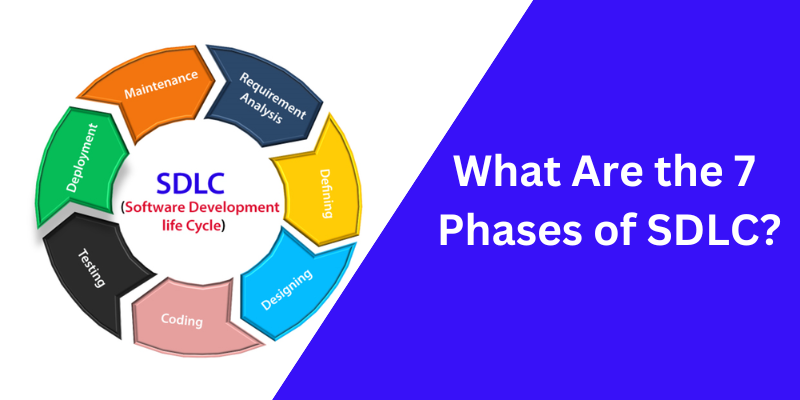 Maintenance
Requirement
Analysis
Defining
Designing
Coding
Testing
Deployment
SDLC
(Software Development
life Cycle)
What Are the 7
Phases of SDLC?